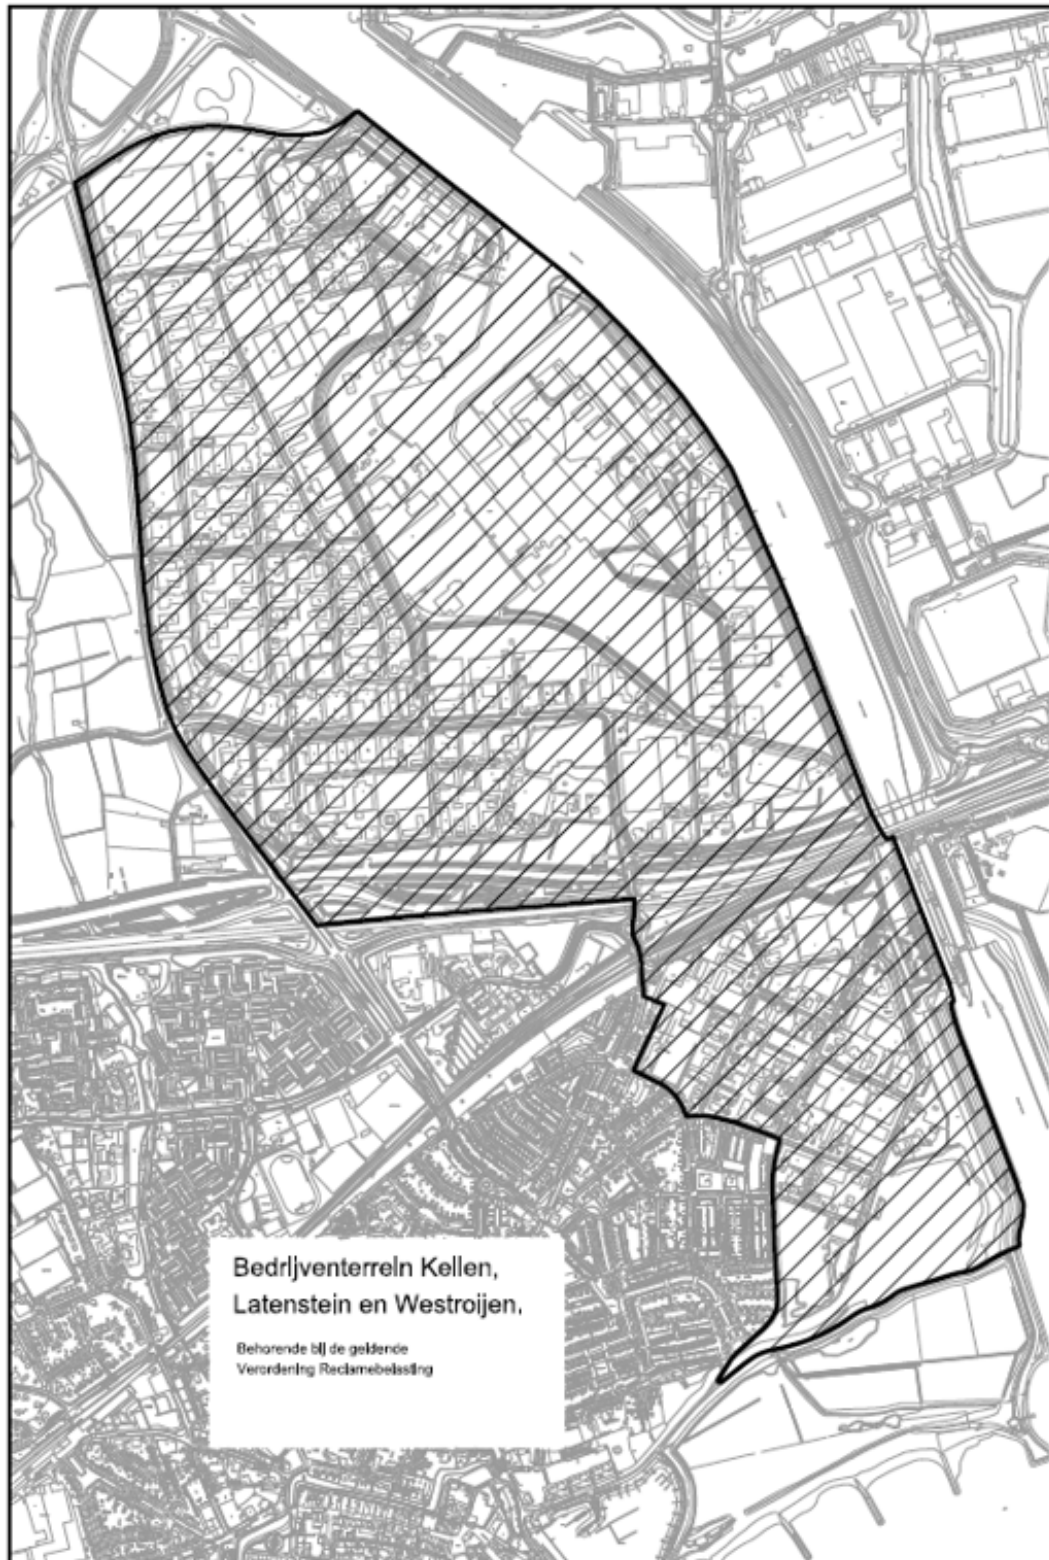 Bedrijventerrein Kellen,
Latenstein en Westroijen.
Behorende bij de geldende
Verordening Reclamebelasting